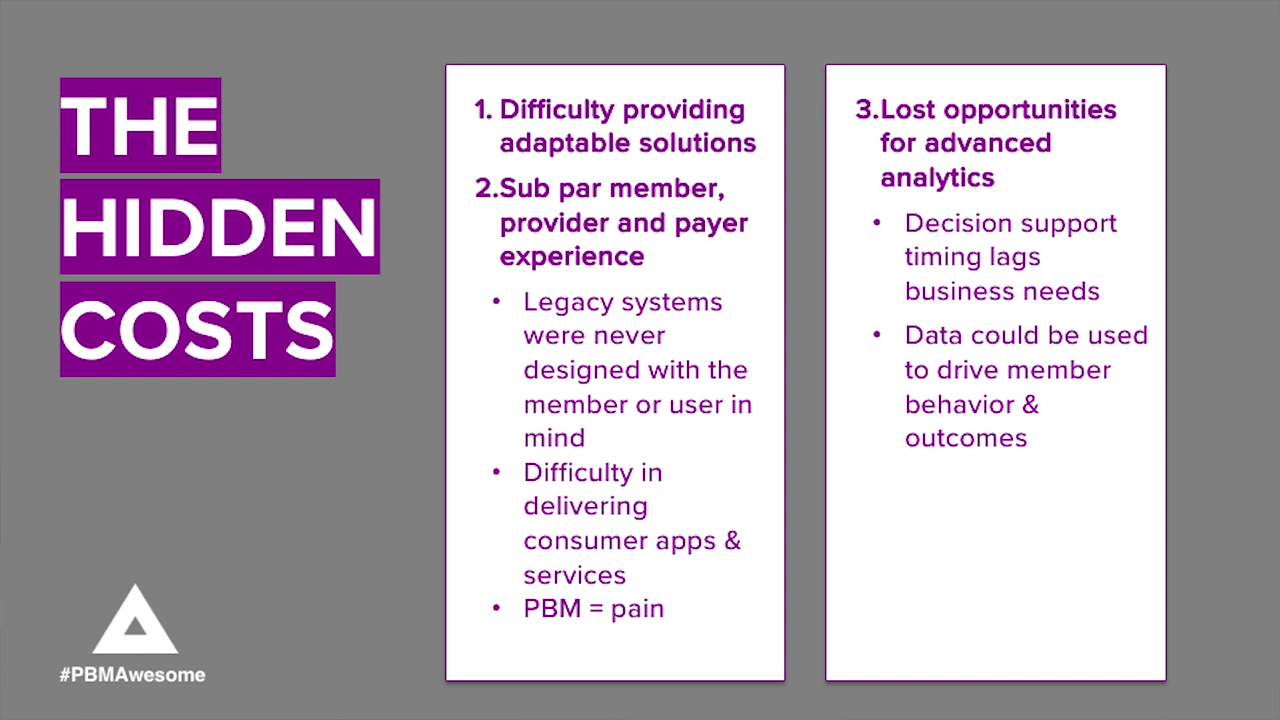 THE
HIDDEN
COSTS
1. Difficulty providing
adaptable solutions
2.Sub par member,
provider and payer
experience
• Legacy systems
were never
designed with the
member or user in
mind
• Difficulty in
delivering
consumer apps &
services
• PBM = pain
3.Lost opportunities
for advanced
analytics
• Decision support
timing lags
business needs
• Data could be used
to drive member
behavior &
outcomes
#PBMAwesome